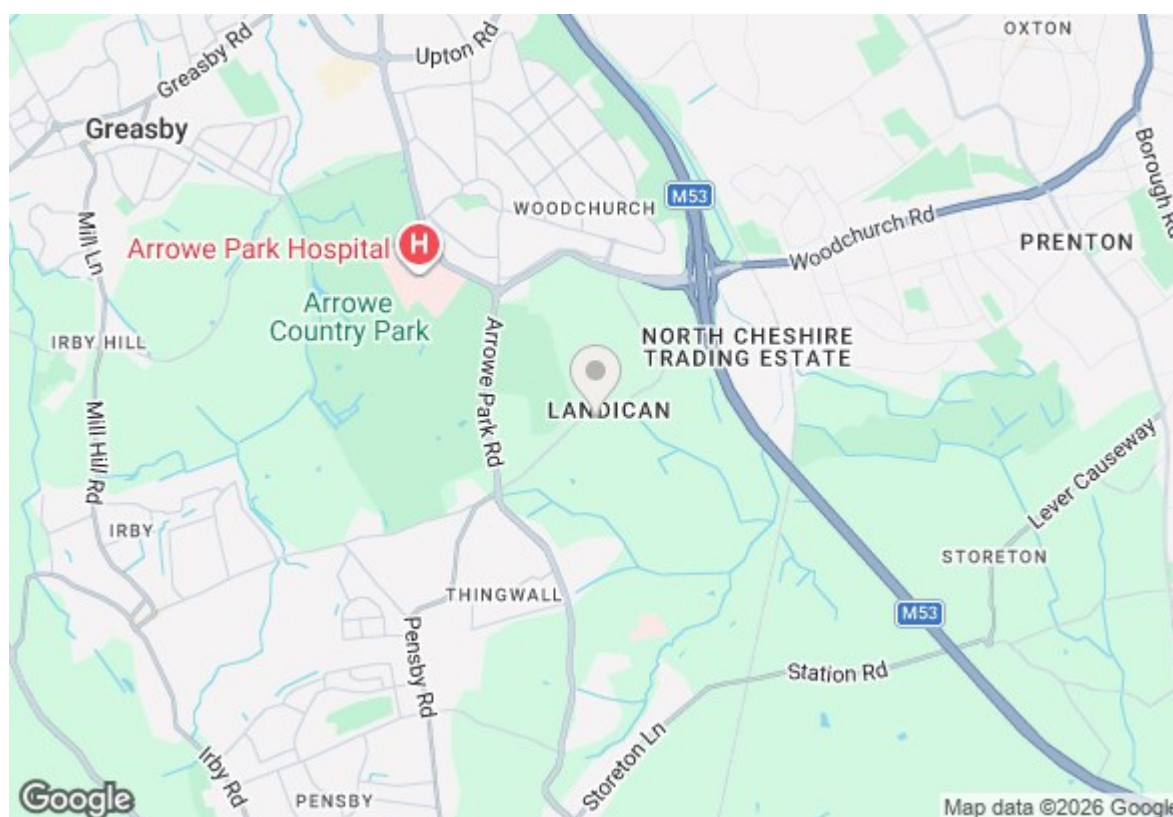 OXTON
Greasby Rd
Upton Rd
Greasby
Borough Rd
M53
WOODCHURCH
Woodchurch Rd
PRENTON
Mill Ln
Arrowe Park Hospital
H
Arrowe
Country Park
IRBY HILL
Arrowe Park Rd
NORTH CHESHIRE
TRADING ESTATE
LANDICAN
Mill Hill Rd
Lever Causeway
IRBY
STORETON
THINGWALL
M53
Pensby Rd
Station Rd
Storeton Ln
Irby Rd
PENSBY
Google
Map data ©2026 Google